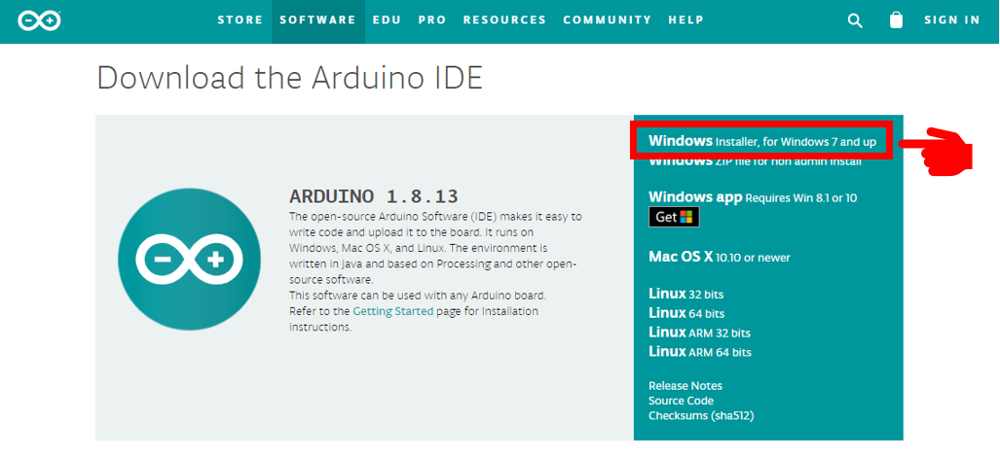 STORE SOFTWARE EDU PRO RESOURCES COMMUNITY HELP SIGN IN
Download the Arduino IDE
ARDUINO 1.8.13
The open-source Arduino Software (IDE) makes it easy to
write code and upload it to the board. It runs on
Windows, Mac OS X, and Linux. The environment is
written in Java and based on Processing and other open-
source software.
This software can be used with any Arduino board.
Refer to the Getting Started page for Installation
instructions.
Windows Installer, for Windows 7 and up
Windows ZIP file for non admin install
Windows app Requires Win 8.1 or 10
Get
Mac OS X 10.10 or newer
Linux 32 bits
Linux 64 bits
Linux ARM 32 bits
Linux ARM 64 bits
Release Notes
Source Code
Checksums (sha512)